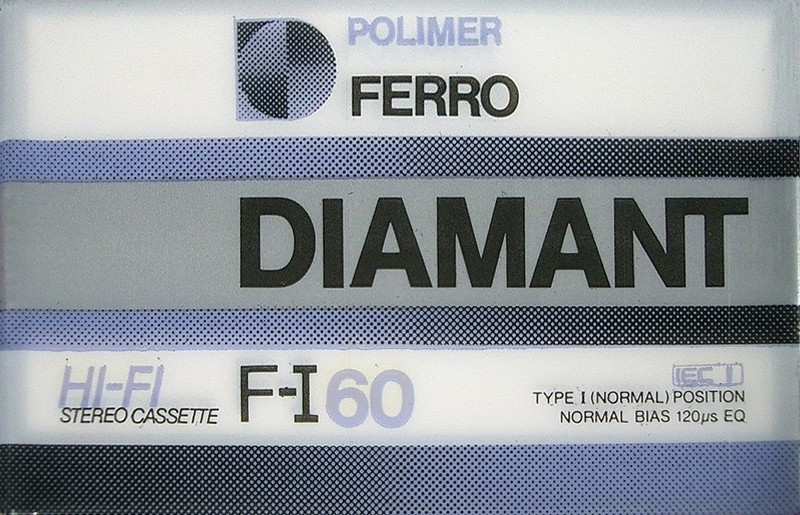 POLIMER
FERRO
DIAMANT
HI-FI
STEREO CASSETTE
F-I 60
IEC I
TYPE I (NORMAL) POSITION
NORMAL BIAS 120µs EQ